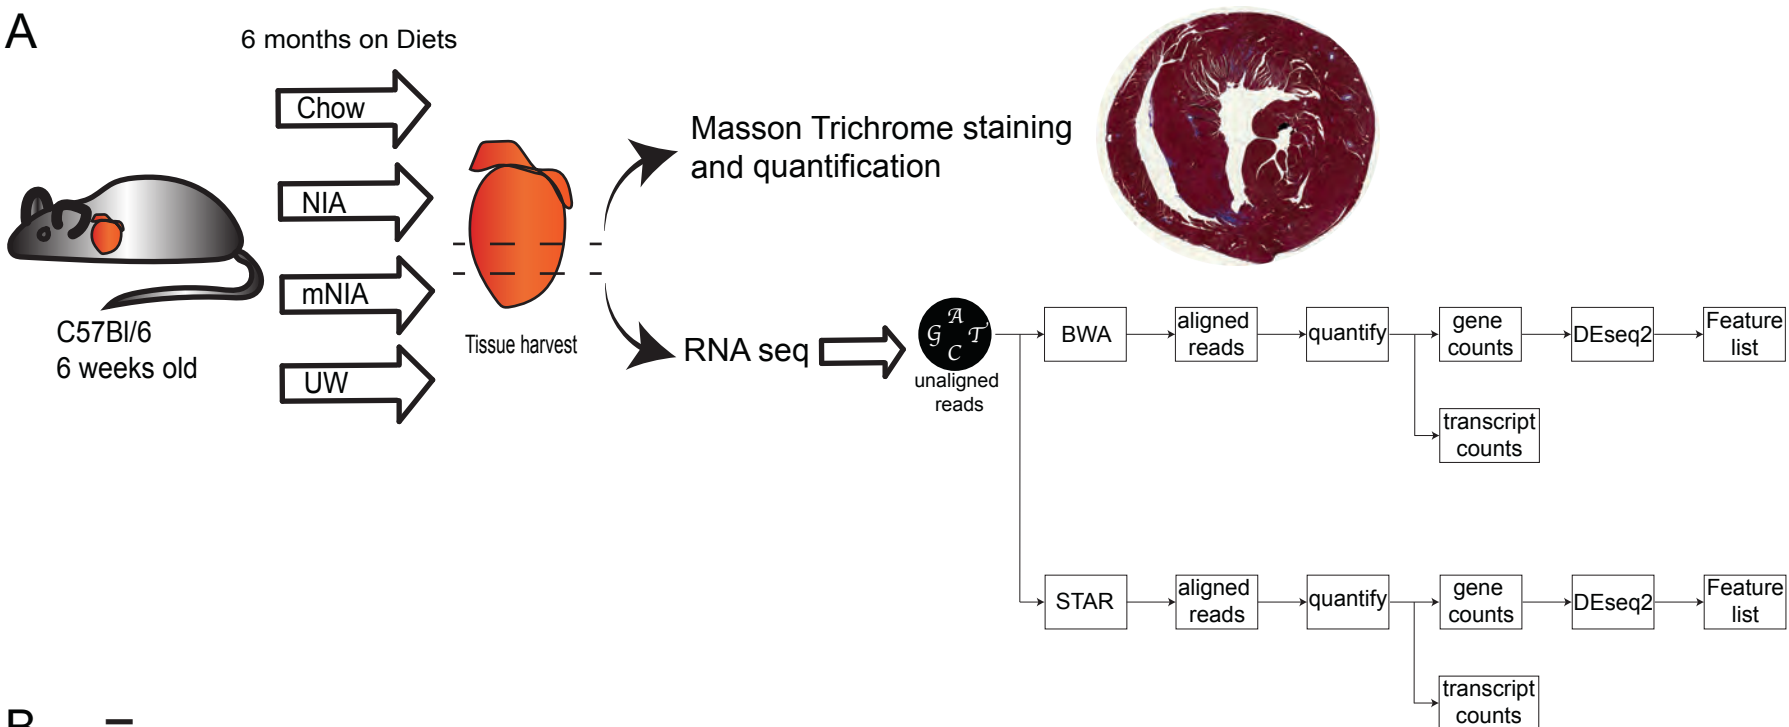 A
6 months on Diets
Chow
NIA
mNIA
UW
C57Bl/6
6 weeks old
Tissue harvest
Masson Trichrome staining
and quantification
RNA seq
A
G T
C
unaligned
reads
BWA
aligned
reads
quantify
gene
counts
DEseq2
Feature
list
transcript
counts
STAR
aligned
reads
quantify
gene
counts
DEseq2
Feature
list
transcript
counts
B